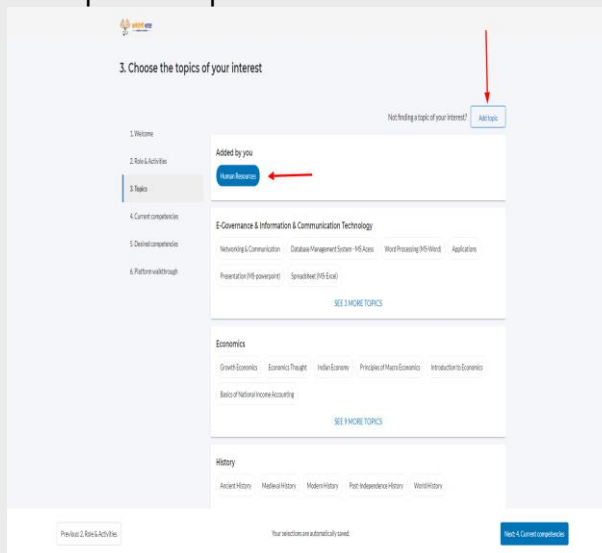 3. Choose the topics of your interest
Not finding a topic of your interest? Add topic
1. Welcome
2. Role & Activities
3. Topics
4. Current competencies
5. Desired competencies
6. Platform walkthrough
Added by you
Human Resources
E-Governance & Information & Communication Technology
Networking & Communication Database Management System - MS Acess Word Processing (MS-Word) Applications
Presentation (MS-powerpoint) Spreadsheet (MS-Excel)
SEE 3 MORE TOPICS
Economics
Growth Economics Economics Thought Indian Economy Principles of Macro Economics Introduction to Economics
Basics of National Income Accounting
SEE 9 MORE TOPICS
History
Ancient History Medieval History Modern History Post-Independence History World History
Previous: 2. Role & Activities Your selections are automatically saved. Next: 4. Current competencies